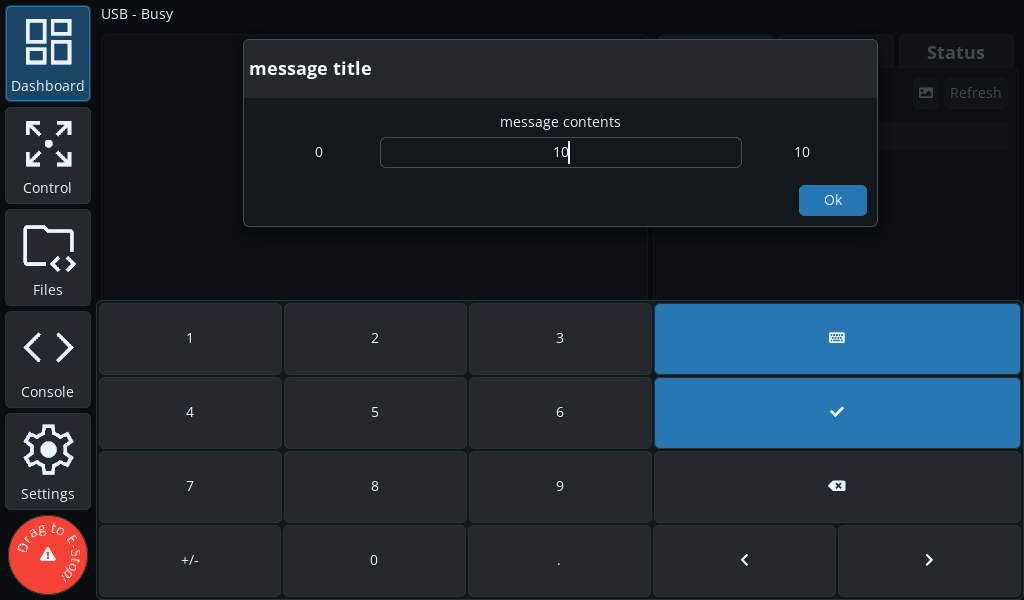 USB - Busy
Dashboard
Control
Files
Console
Settings
Drag to E-Stop!
Status
Refresh
message title
message contents
0
10
10
Ok
1
2
3
4
5
6
7
8
9
+/-
0
.